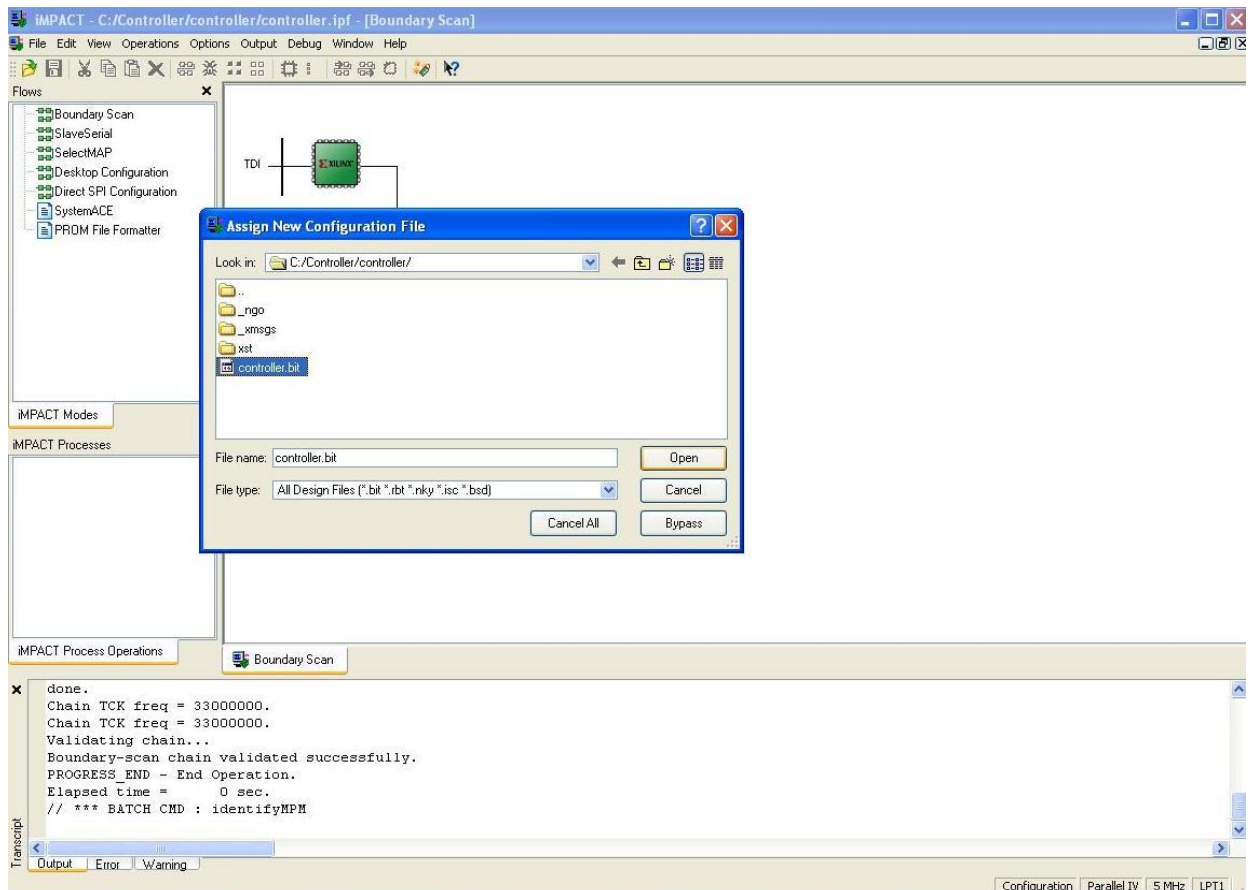 iMPACT - C:/Controller/controller/controller.ipf - [Boundary Scan]
File Edit View Operations Options Output Debug Window Help
Flows
Boundary Scan
SlaveSerial
SelectMAP
Desktop Configuration
Direct SPI Configuration
SystemACE
PROM File Formatter
iMPACT Modes
iMPACT Processes
iMPACT Process Operations
TDI
XILINX
Assign New Configuration File
Look in: C:/Controller/controller/
..
_ngo
_xmsgs
xst
controller.bit
File name: controller.bit
Open
File type: All Design Files (*.bit *.rbt *.nky *.isc *.bsd)
Cancel
Cancel All
Bypass
Boundary Scan
done.
Chain TCK freq = 33000000.
Chain TCK freq = 33000000.
Validating chain...
Boundary-scan chain validated successfully.
PROGRESS_END - End Operation.
Elapsed time = 0 sec.
// *** BATCH CMD : identifyMPM
Transcript
Output Error Warning
Configuration Parallel IV 5 MHz LPT1